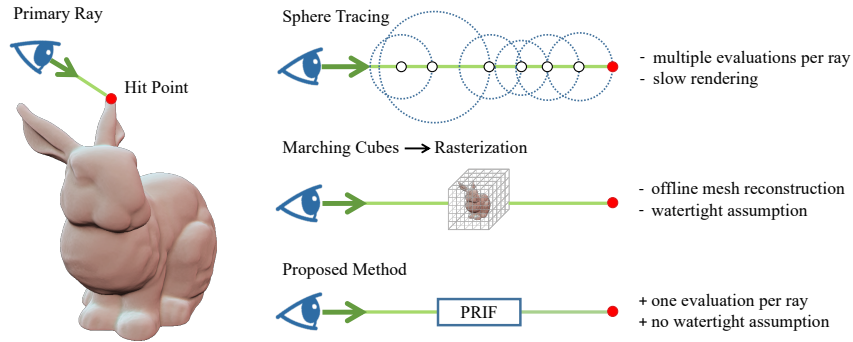 Primary Ray
Hit Point
Sphere Tracing
- multiple evaluations per ray
- slow rendering
Marching Cubes → Rasterization
- offline mesh reconstruction
- watertight assumption
Proposed Method
PRIF
+ one evaluation per ray
+ no watertight assumption